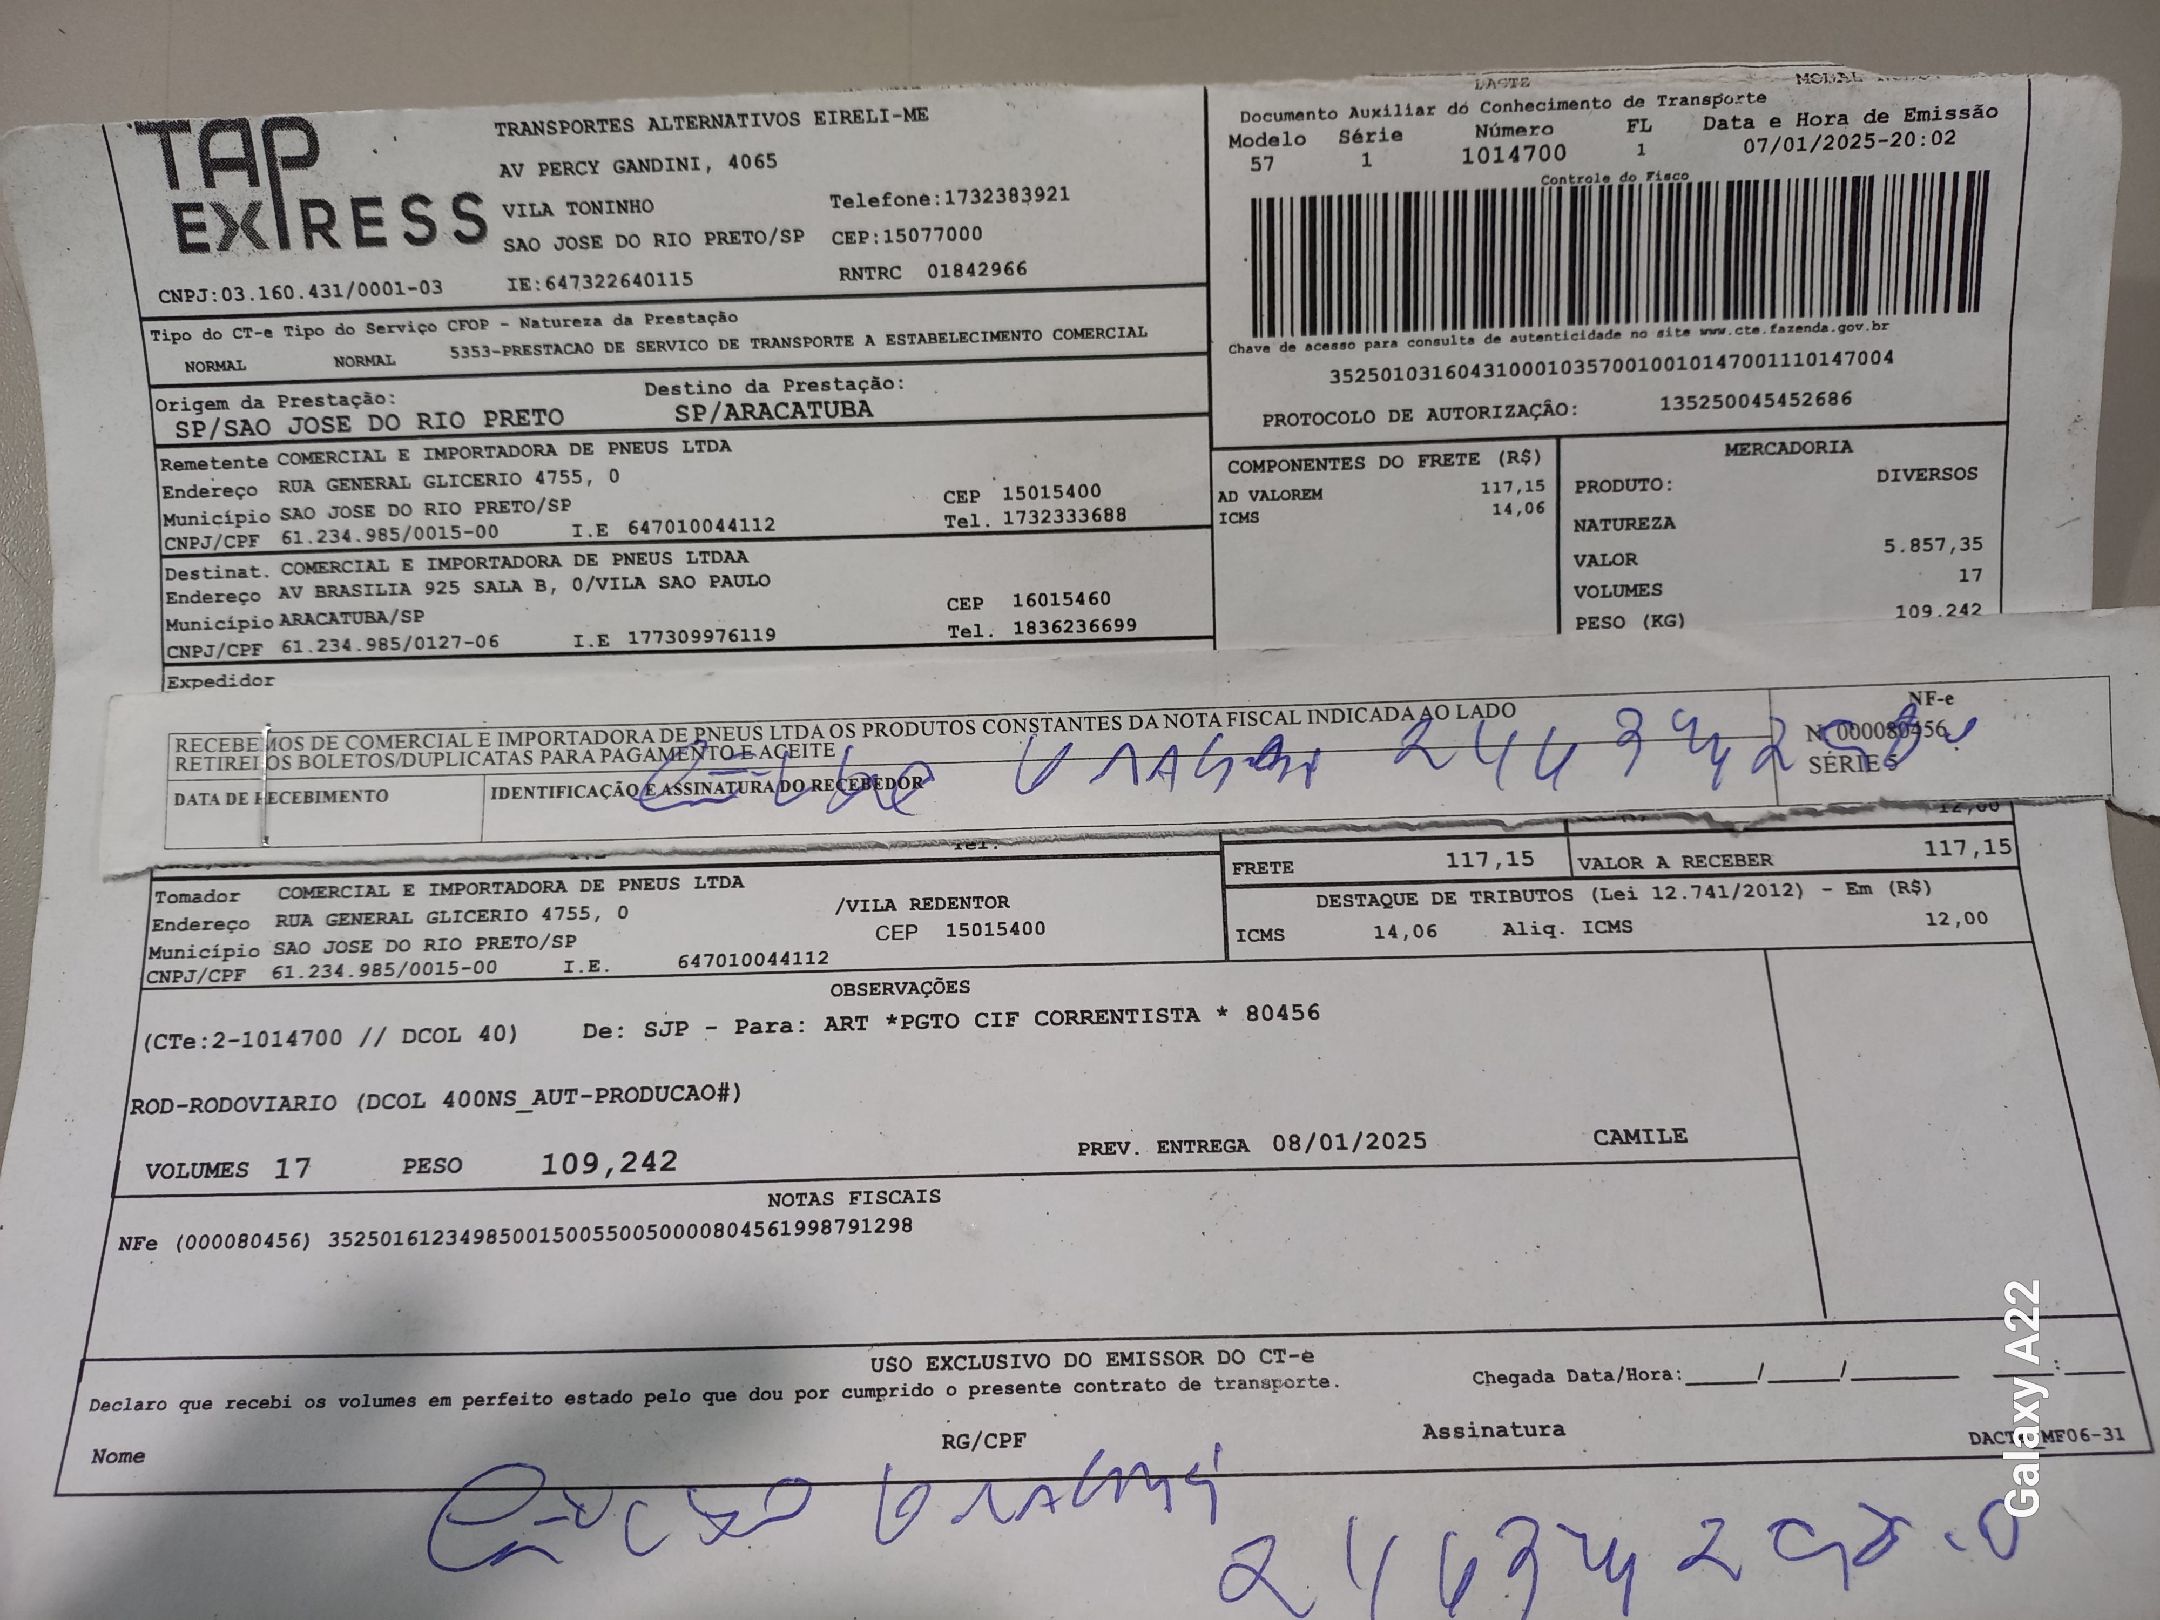 TAP EXPRESS
TRANSPORTES ALTERNATIVOS EIRELI-ME
AV PERCY GANDINI, 4065
VILA TONINHO Telefone:1732383921
SAO JOSE DO RIO PRETO/SP CEP:15077000
CNPJ:03.160.431/0001-03 IE:647322640115 RNTRC 01842966
DACTE
Documento Auxiliar do Conhecimento de Transporte
MODAL
Modelo Série Número FL Data e Hora de Emissão
57 1 1014700 1 07/01/2025-20:02
Controle do Fisco
Chave de acesso para consulta de autenticidade no site www.cte.fazenda.gov.br
35250103160431000103570010010147001110147004
PROTOCOLO DE AUTORIZAÇÃO: 135250045452686
Tipo do CT-e Tipo do Serviço CFOP - Natureza da Prestação
NORMAL NORMAL 5353-PRESTACAO DE SERVICO DE TRANSPORTE A ESTABELECIMENTO COMERCIAL
Origem da Prestação: Destino da Prestação:
SP/SAO JOSE DO RIO PRETO SP/ARACATUBA
Remetente COMERCIAL E IMPORTADORA DE PNEUS LTDA
Endereço RUA GENERAL GLICERIO 4755, 0
Município SAO JOSE DO RIO PRETO/SP CEP 15015400
CNPJ/CPF 61.234.985/0015-00 I.E 647010044112 Tel. 1732333688
Destinat. COMERCIAL E IMPORTADORA DE PNEUS LTDAA
Endereço AV BRASILIA 925 SALA B, 0/VILA SAO PAULO
Município ARACATUBA/SP CEP 16015460
CNPJ/CPF 61.234.985/0127-06 I.E 177309976119 Tel. 1836236699
Expedidor
COMPONENTES DO FRETE (R$)
AD VALOREM 117,15
ICMS 14,06
MERCADORIA
PRODUTO: DIVERSOS
NATUREZA
VALOR 5.857,35
VOLUMES 17
PESO (KG) 109.242
RECEBEMOS DE COMERCIAL E IMPORTADORA DE PNEUS LTDA OS PRODUTOS CONSTANTES DA NOTA FISCAL INDICADA AO LADO
RETIREI OS BOLETOS/DUPLICATAS PARA PAGAMENTO E ACEITE
DATA DE RECEBIMENTO IDENTIFICAÇÃO E ASSINATURA DO RECEBEDOR
NF-e
Nº 000080456
SÉRIE 5
12,00
Tel.
FRETE 117,15 VALOR A RECEBER 117,15
Tomador COMERCIAL E IMPORTADORA DE PNEUS LTDA
Endereço RUA GENERAL GLICERIO 4755, 0 /VILA REDENTOR
Município SAO JOSE DO RIO PRETO/SP CEP 15015400
CNPJ/CPF 61.234.985/0015-00 I.E. 647010044112
DESTAQUE DE TRIBUTOS (Lei 12.741/2012) - Em (R$)
ICMS 14,06 Aliq. ICMS 12,00
OBSERVAÇÕES
(CTe:2-1014700 // DCOL 40) De: SJP - Para: ART *PGTO CIF CORRENTISTA * 80456
ROD-RODOVIARIO (DCOL 400NS_AUT-PRODUCAO#)
VOLUMES 17 PESO 109,242 PREV. ENTREGA 08/01/2025 CAMILE
NOTAS FISCAIS
NFe (000080456) 35250161234985001500550050000804561998791298
USO EXCLUSIVO DO EMISSOR DO CT-e
Declaro que recebi os volumes em perfeito estado pelo que dou por cumprido o presente contrato de transporte.
Chegada Data/Hora:____/____/______ ___:___
Nome RG/CPF Assinatura
DACTE MF06-31
Galaxy A22